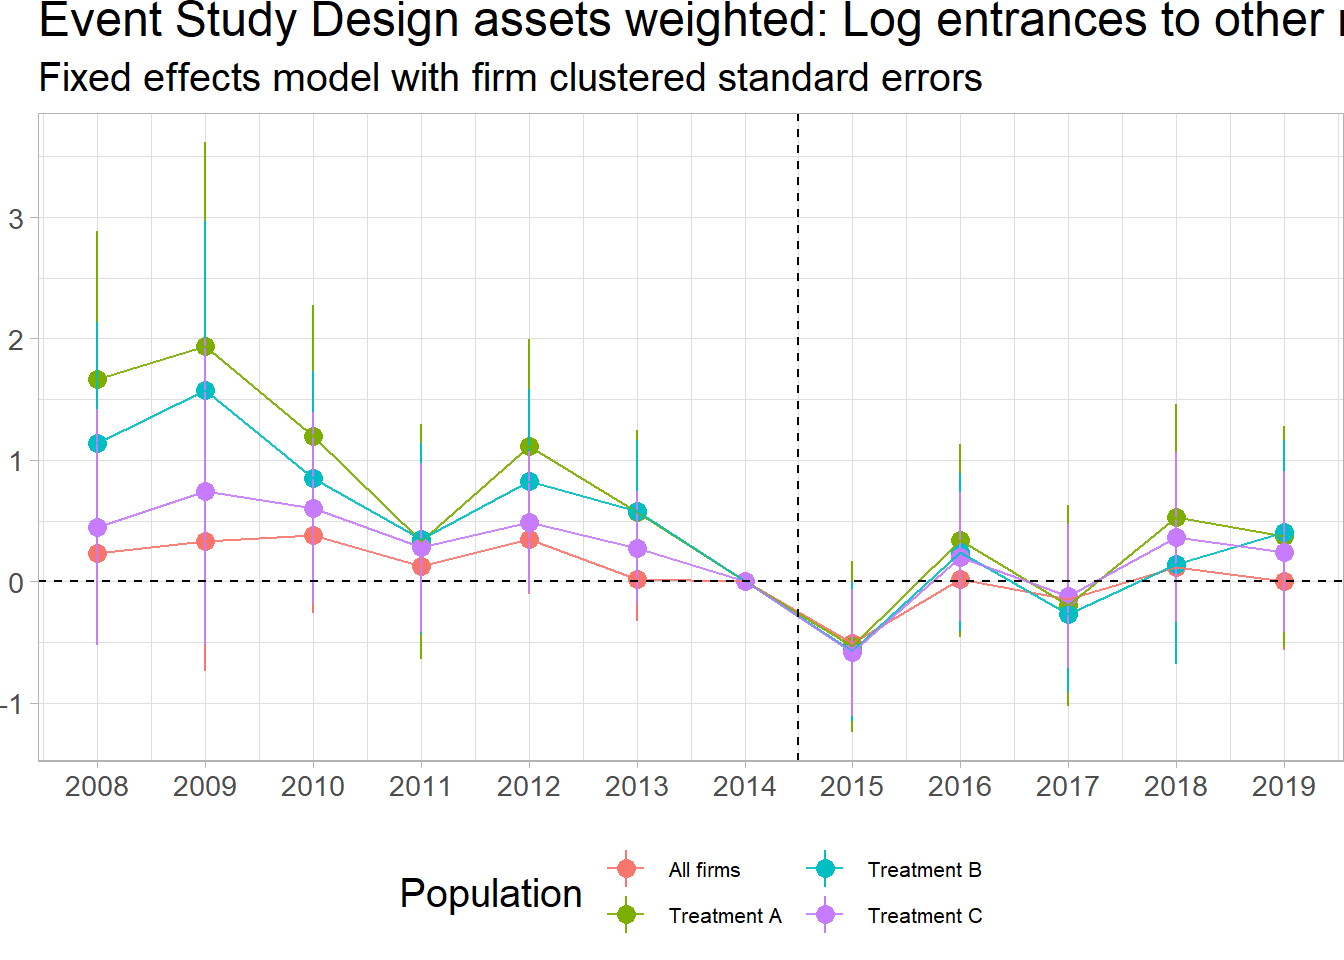 Event Study Design assets weighted: Log entrances to other
Fixed effects model with firm clustered standard errors
3
2
1
0
-1
2008 2009 2010 2011 2012 2013 2014 2015 2016 2017 2018 2019
Population
All firms
Treatment A
Treatment B
Treatment C